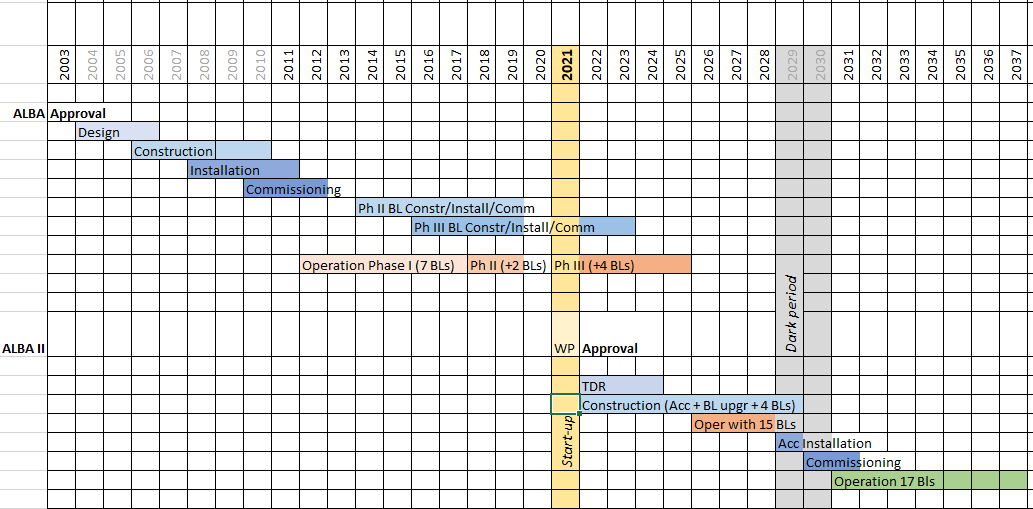 2003 2004 2005 2006 2007 2008 2009 2010 2011 2012 2013 2014 2015 2016 2017 2018 2019 2020 2021 2022 2023 2024 2025 2026 2027 2028 2029 2030 2031 2032 2033 2034 2035 2036 2037
ALBA Approval
Design
Construction
Installation
Commissioning
Ph II BL Constr/Install/Comm
Ph III BL Constr/Install/Comm
Operation Phase I (7 BLs) Ph II (+2 BLs) Ph III (+4 BLs)
Dark period
ALBA II WP Approval
TDR
Construction (Acc + BL upgr + 4 BLs)
Start-up
Oper with 15 BLs
Acc Installation
Commissioning
Operation 17 Bls